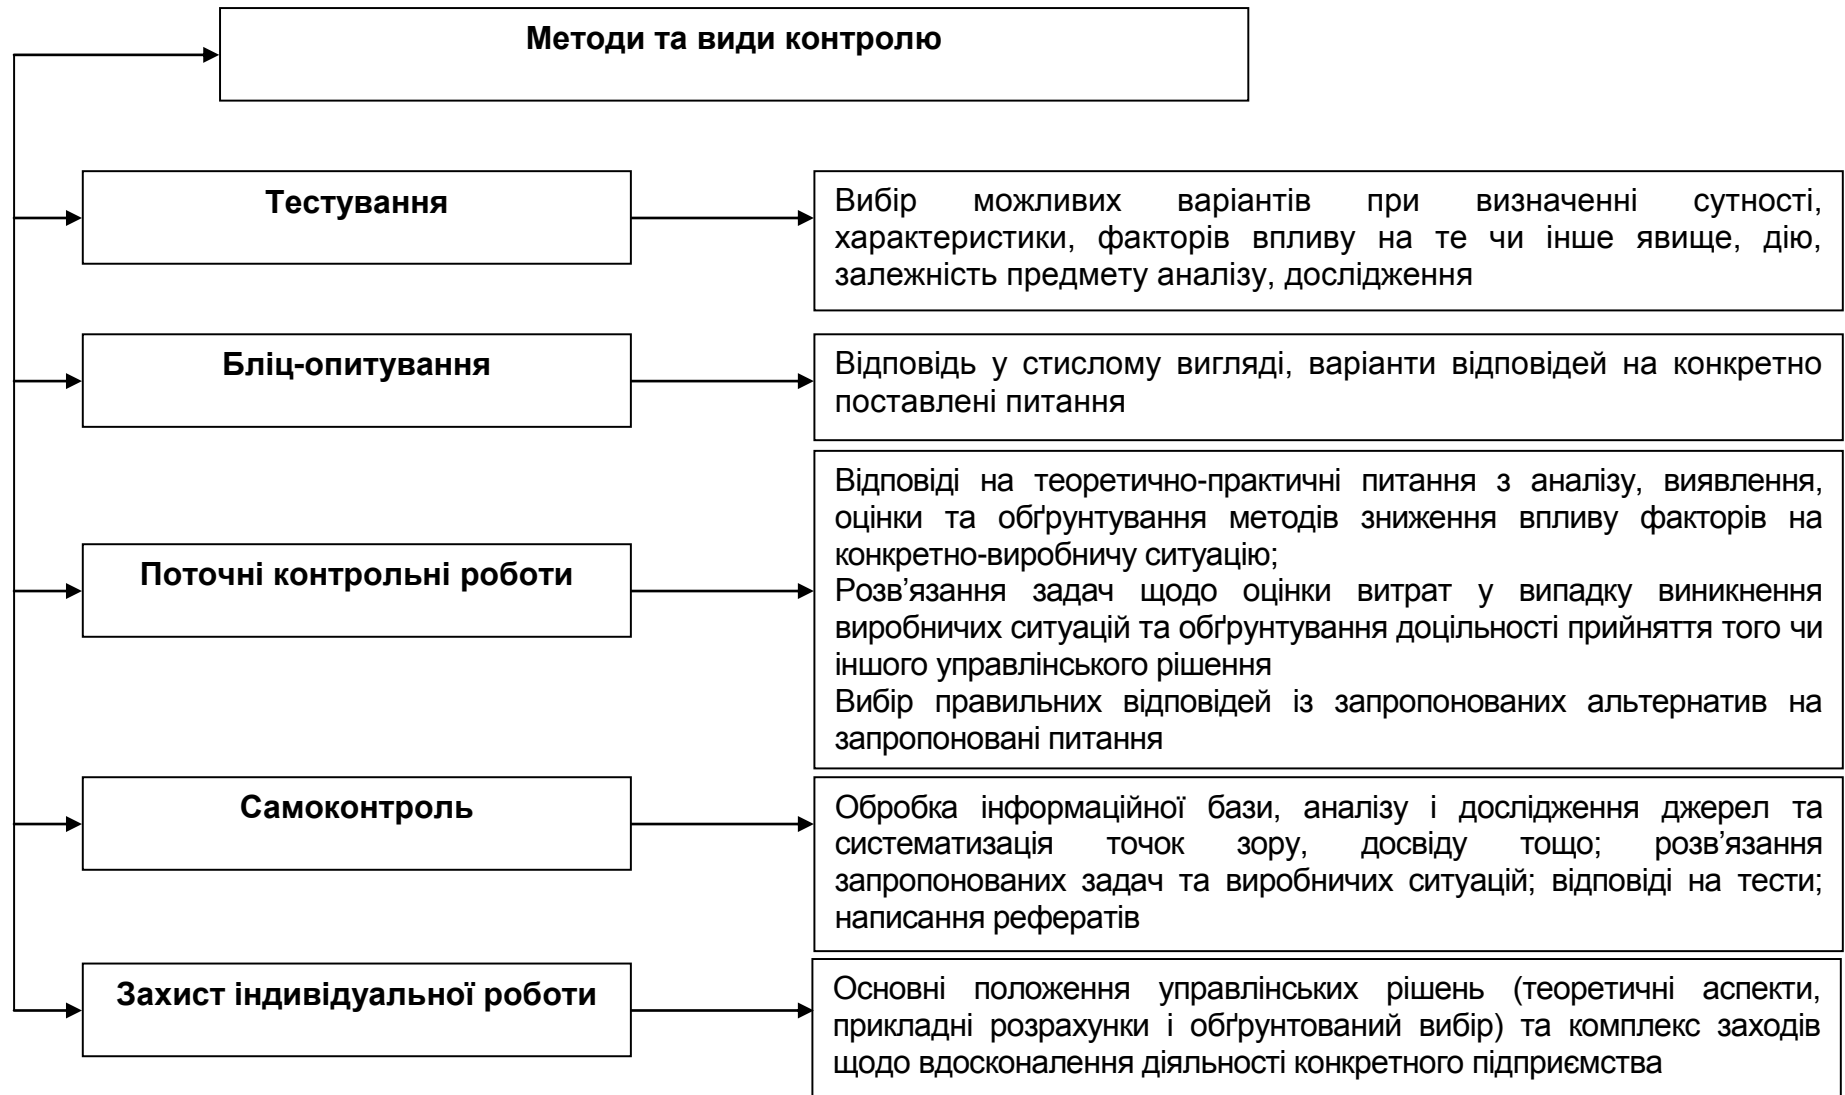 Методи та види контролю
Тестування
Вибір можливих варіантів при визначенні сутності,
характеристики, факторів впливу на те чи інше явище, дію,
залежність предмету аналізу, дослідження
Бліц-опитування
Відповідь у стислому вигляді, варіанти відповідей на конкретно
поставлені питання
Поточні контрольні роботи
Відповіді на теоретично-практичні питання з аналізу, виявлення,
оцінки та обґрунтування методів зниження впливу факторів на
конкретно-виробничу ситуацію;
Розв’язання задач щодо оцінки витрат у випадку виникнення
виробничих ситуацій та обґрунтування доцільності прийняття того чи
іншого управлінського рішення
Вибір правильних відповідей із запропонованих альтернатив на
запропоновані питання
Самоконтроль
Обробка інформаційної бази, аналізу і дослідження джерел та
систематизація точок зору, досвіду тощо; розв’язання
запропонованих задач та виробничих ситуацій; відповіді на тести;
написання рефератів
Захист індивідуальної роботи
Основні положення управлінських рішень (теоретичні аспекти,
прикладні розрахунки і обґрунтований вибір) та комплекс заходів
щодо вдосконалення діяльності конкретного підприємства